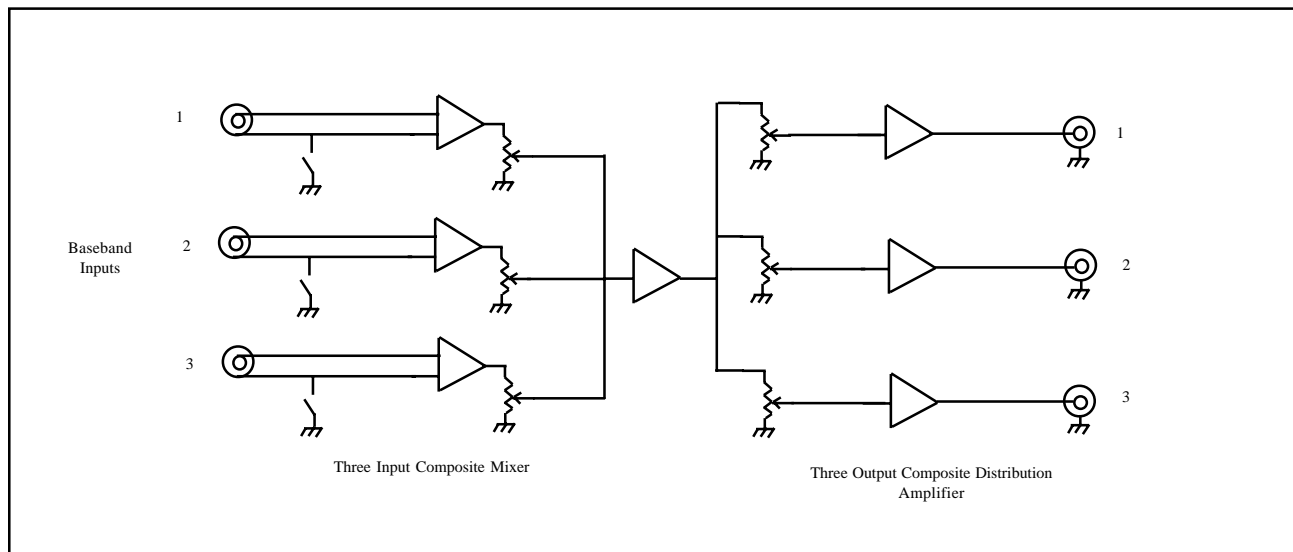 1
1
2
Baseband
Inputs
2
3
3
Three Input Composite Mixer
Three Output Composite Distribution
Amplifier